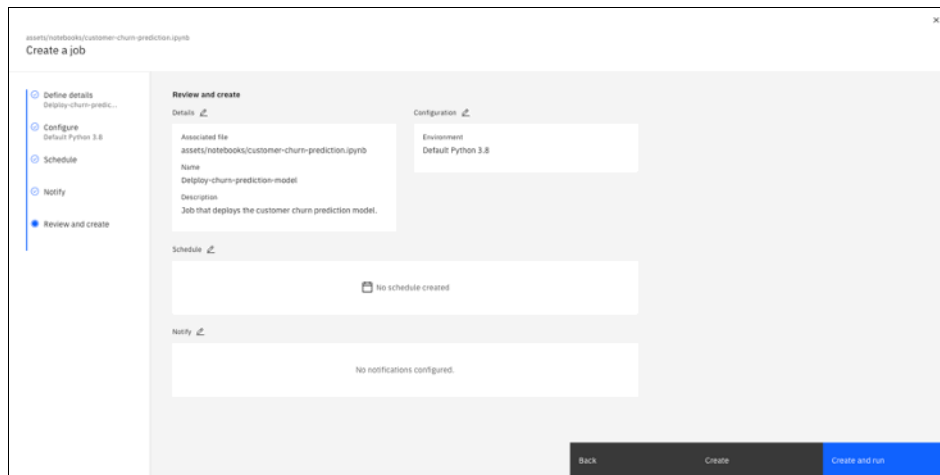 assets/notebooks/customer-churn-prediction.ipynb
Create a job
Define details
Delploy-churn-predic...
Configure
Default Python 3.8
Schedule
Notify
Review and create
Review and create
Details
Associated file
assets/notebooks/customer-churn-prediction.ipynb
Name
Delploy-churn-prediction-model
Description
Job that deploys the customer churn prediction model.
Configuration
Environment
Default Python 3.8
Schedule
No schedule created
Notify
No notifications configured.
Back
Create
Create and run